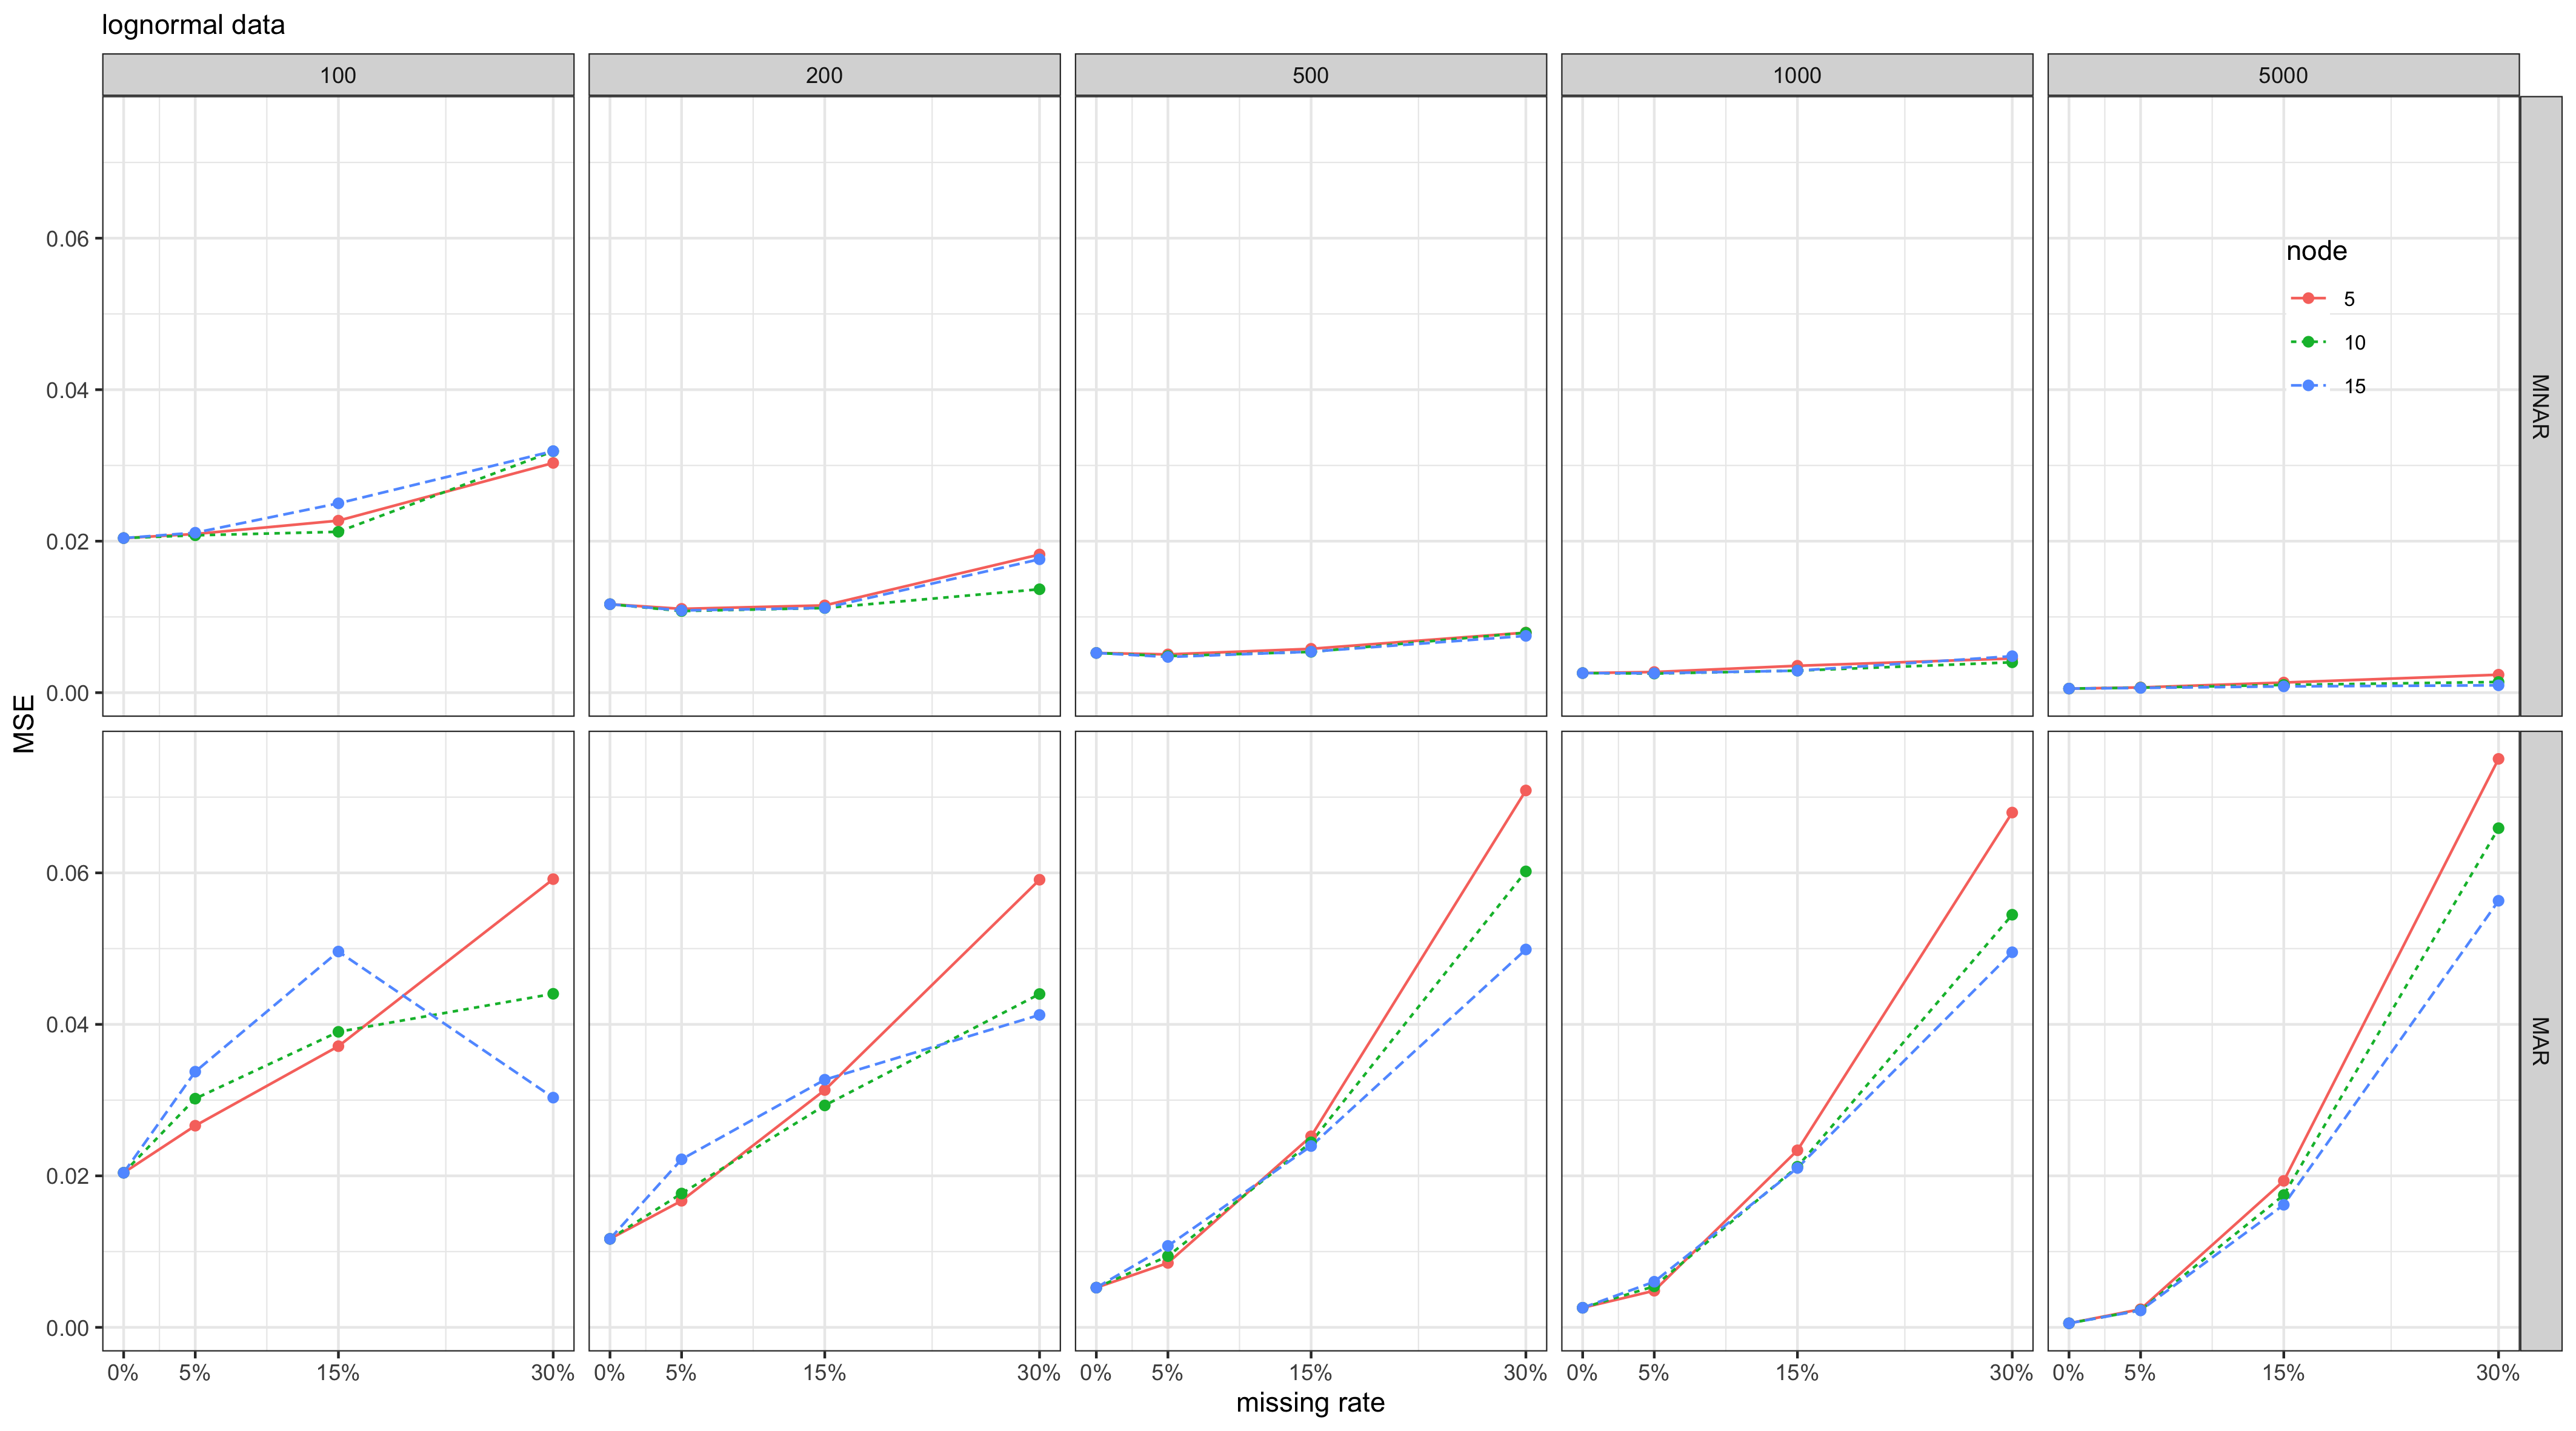 lognormal data
100 200 500 1000 5000
MNAR
0.06
0.04
0.02
0.00
node
5
10
15
MSE
MAR
0.06
0.04
0.02
0.00
0% 5% 15% 30% 0% 5% 15% 30% 0% 5% 15% 30% 0% 5% 15% 30% 0% 5% 15% 30%
missing rate